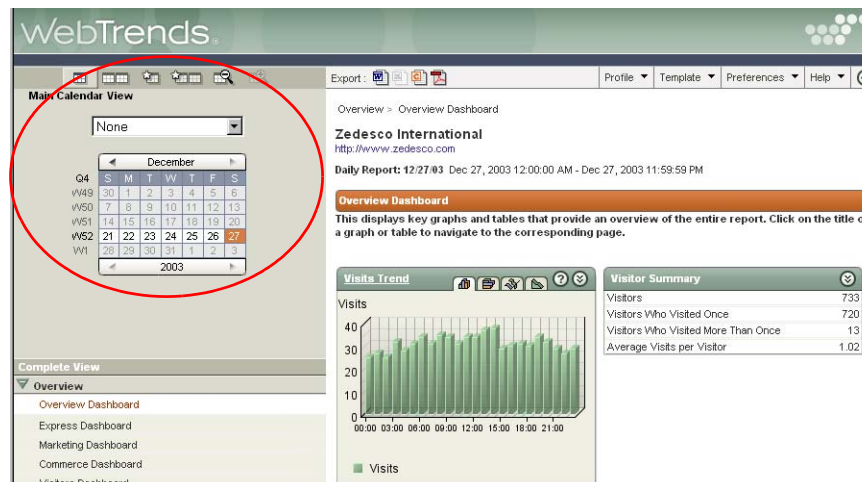 WebTrends
Main Calendar View
None
December
Q4 S M T W T F S
W49 30 1 2 3 4 5 6
W50 7 8 9 10 11 12 13
W51 14 15 16 17 18 19 20
W52 21 22 23 24 25 26 27
W1 28 29 30 31 1 2 3
2003
Complete View
Overview
Overview Dashboard
Express Dashboard
Marketing Dashboard
Commerce Dashboard
Export :
Profile Template Preferences Help
Overview > Overview Dashboard
Zedesco International
http://www.zedesco.com
Daily Report: 12/27/03 Dec 27, 2003 12:00:00 AM - Dec 27, 2003 11:59:59 PM
Overview Dashboard
This displays key graphs and tables that provide an overview of the entire report. Click on the title o
a graph or table to navigate to the corresponding page.
Visits Trend
Visits
40
30
20
10
0
00:00 03:00 06:00 09:00 12:00 15:00 18:00 21:00
Visits
Visitor Summary
Visitors 733
Visitors Who Visited Once 720
Visitors Who Visited More Than Once 13
Average Visits per Visitor 1.02